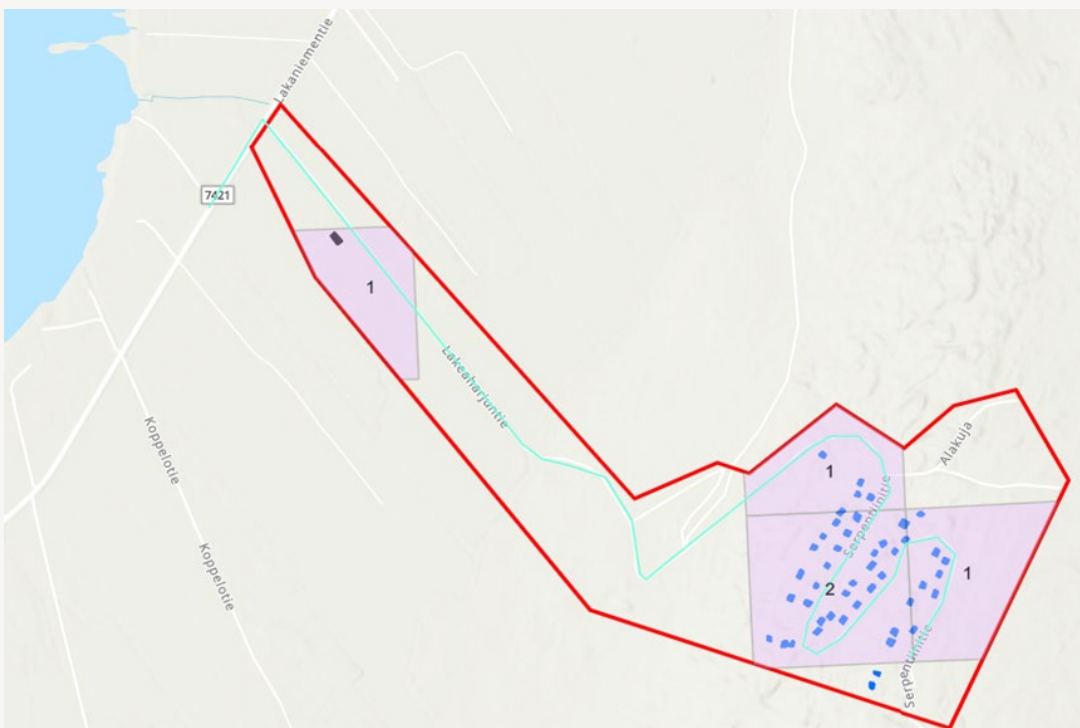 Lakaniementie
7421
1
Lakeaharjuntie
Koppelotie
Alakuja
1
Serpentiinitie
2
1
Koppelotie
Serpentiinitie